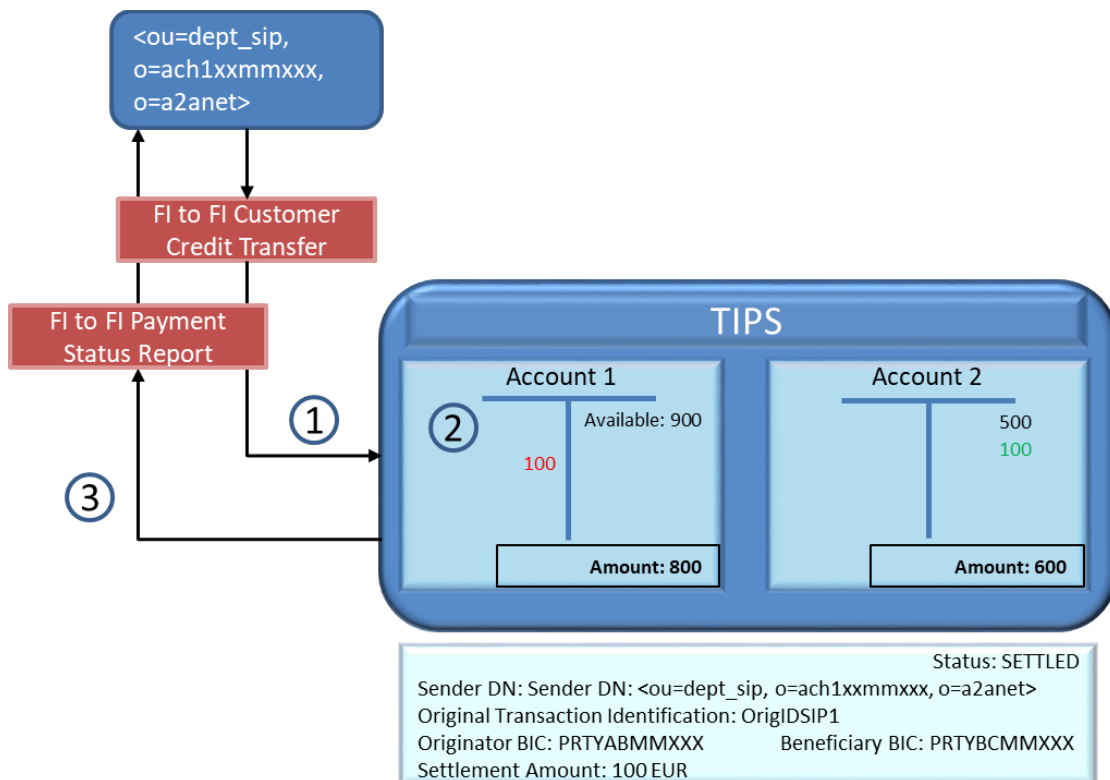 <ou=dept_sip,
o=ach1xxmmxxx,
o=a2anet>
FI to FI Customer
Credit Transfer
FI to FI Payment
Status Report
1
2
3
TIPS
Account 1
Available: 900
100
Amount: 800
Account 2
500
100
Amount: 600
Status: SETTLED
Sender DN: Sender DN: <ou=dept_sip, o=ach1xxmmxxx, o=a2anet>
Original Transaction Identification: OrigIDSIP1
Originator BIC: PRTYABMMXXX Beneficiary BIC: PRTYBCMMXXX
Settlement Amount: 100 EUR